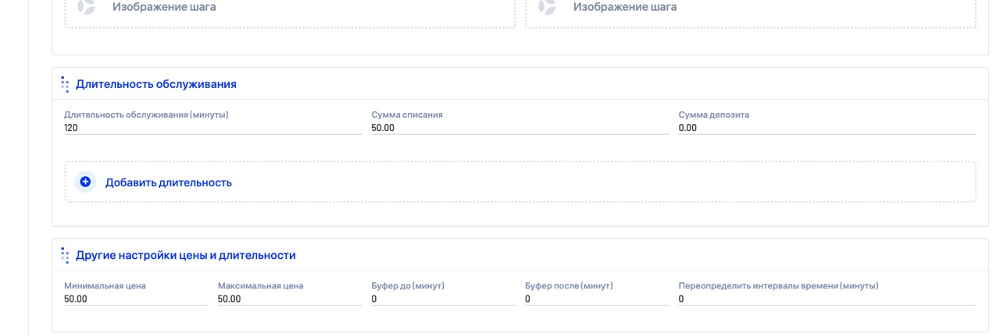 Изображение шага Изображение шага
Длительность обслуживания
Длительность обслуживания (минуты) Сумма списания Сумма депозита
120 50.00 0.00
Добавить длительность
Другие настройки цены и длительности
Минимальная цена Максимальная цена Буфер до (минут) Буфер после (минут) Переопределить интервалы времени (минуты)
50.00 50.00 0 0 0